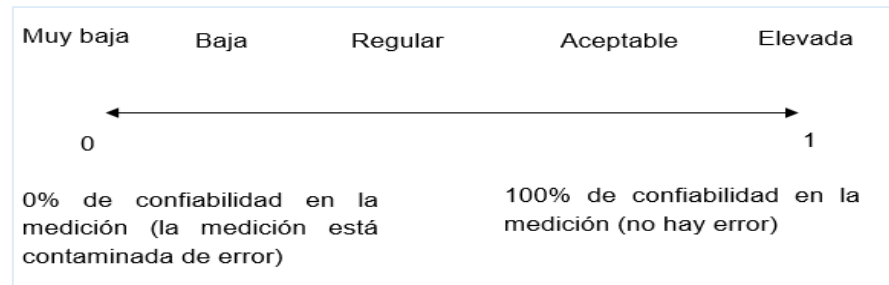 Muy baja Baja Regular Aceptable Elevada
0 1
0% de confiabilidad en la
medición (la medición está
contaminada de error)
100% de confiabilidad en la
medición (no hay error)